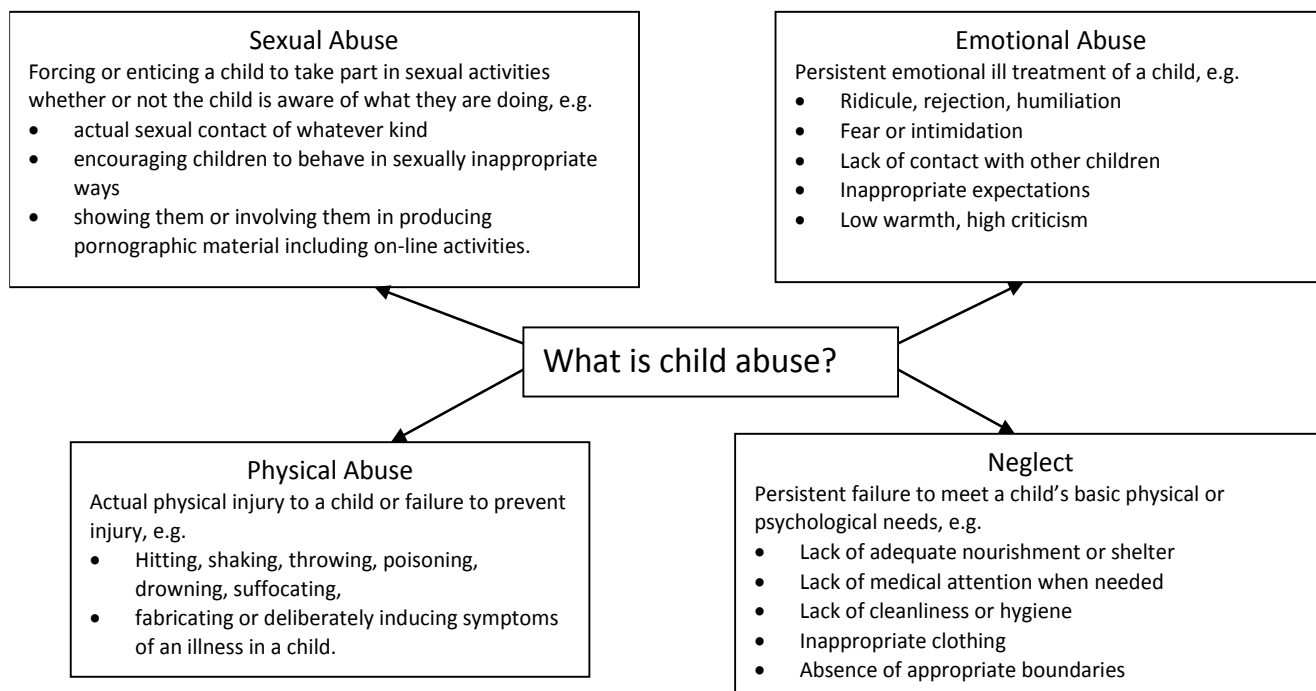 Sexual Abuse
Forcing or enticing a child to take part in sexual activities
whether or not the child is aware of what they are doing, e.g.
• actual sexual contact of whatever kind
• encouraging children to behave in sexually inappropriate
ways
• showing them or involving them in producing
pornographic material including on-line activities.
Emotional Abuse
Persistent emotional ill treatment of a child, e.g.
• Ridicule, rejection, humiliation
• Fear or intimidation
• Lack of contact with other children
• Inappropriate expectations
• Low warmth, high criticism
What is child abuse?
Physical Abuse
Actual physical injury to a child or failure to prevent
injury, e.g.
• Hitting, shaking, throwing, poisoning,
drowning, suffocating,
• fabricating or deliberately inducing symptoms
of an illness in a child.
Neglect
Persistent failure to meet a child’s basic physical or
psychological needs, e.g.
• Lack of adequate nourishment or shelter
• Lack of medical attention when needed
• Lack of cleanliness or hygiene
• Inappropriate clothing
• Absence of appropriate boundaries